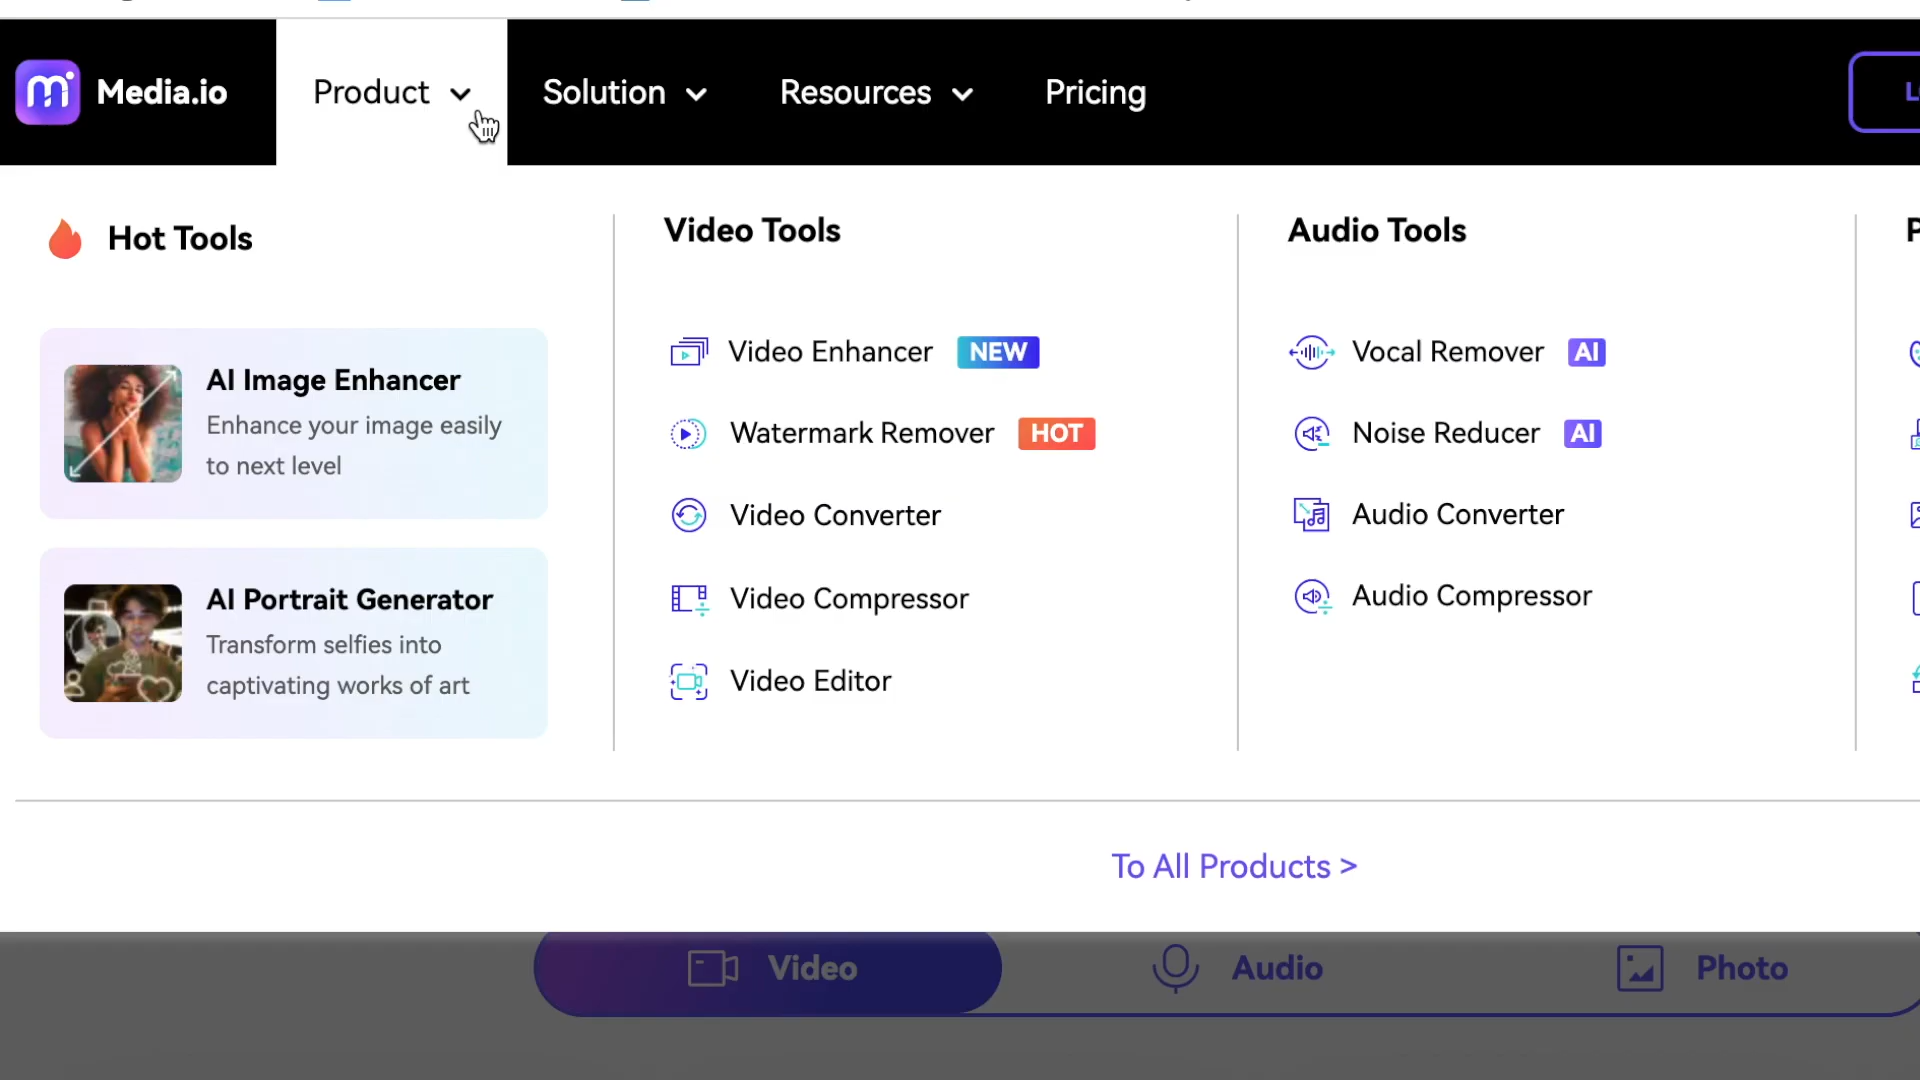 Media.io
Product
Solution
Resources
Pricing
Hot Tools
AI Image Enhancer
Enhance your image easily
to next level
AI Portrait Generator
Transform selfies into
captivating works of art
Video Tools
Video Enhancer NEW
Watermark Remover HOT
Video Converter
Video Compressor
Video Editor
Audio Tools
Vocal Remover AI
Noise Reducer AI
Audio Converter
Audio Compressor
To All Products >
Video
Audio
Photo